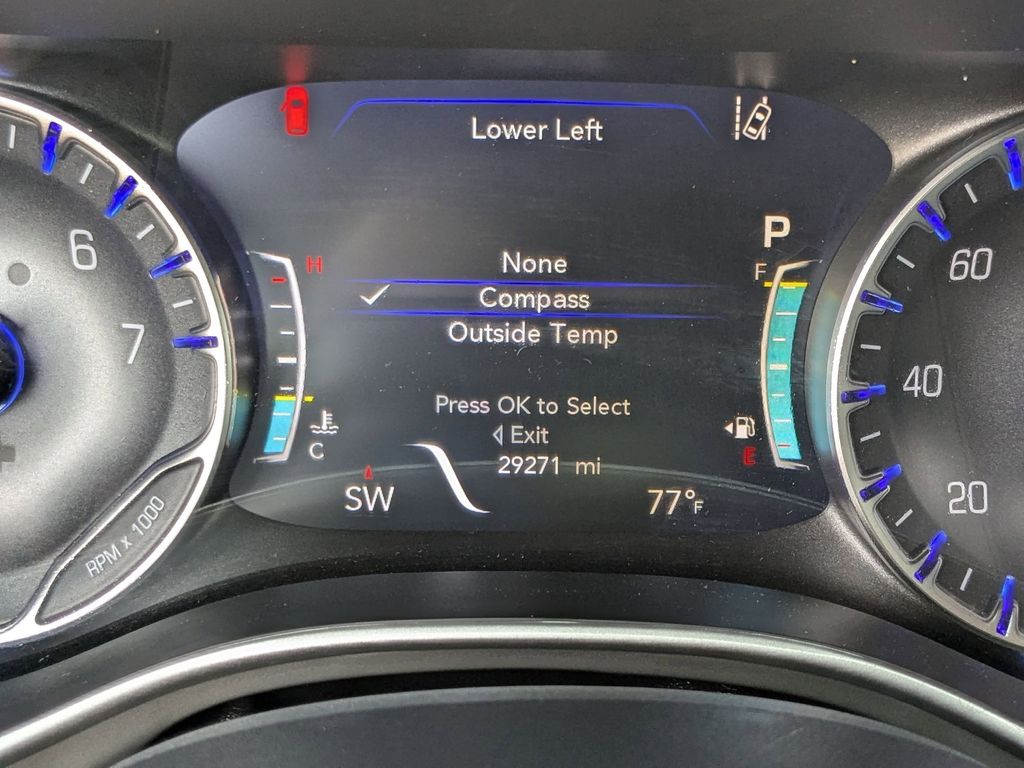 Lower Left
P
H
F
None
Compass
Outside Temp
Press OK to Select
Exit
29271 mi
C
E
SW
77°F
6
7
RPM x 1000
60
40
20